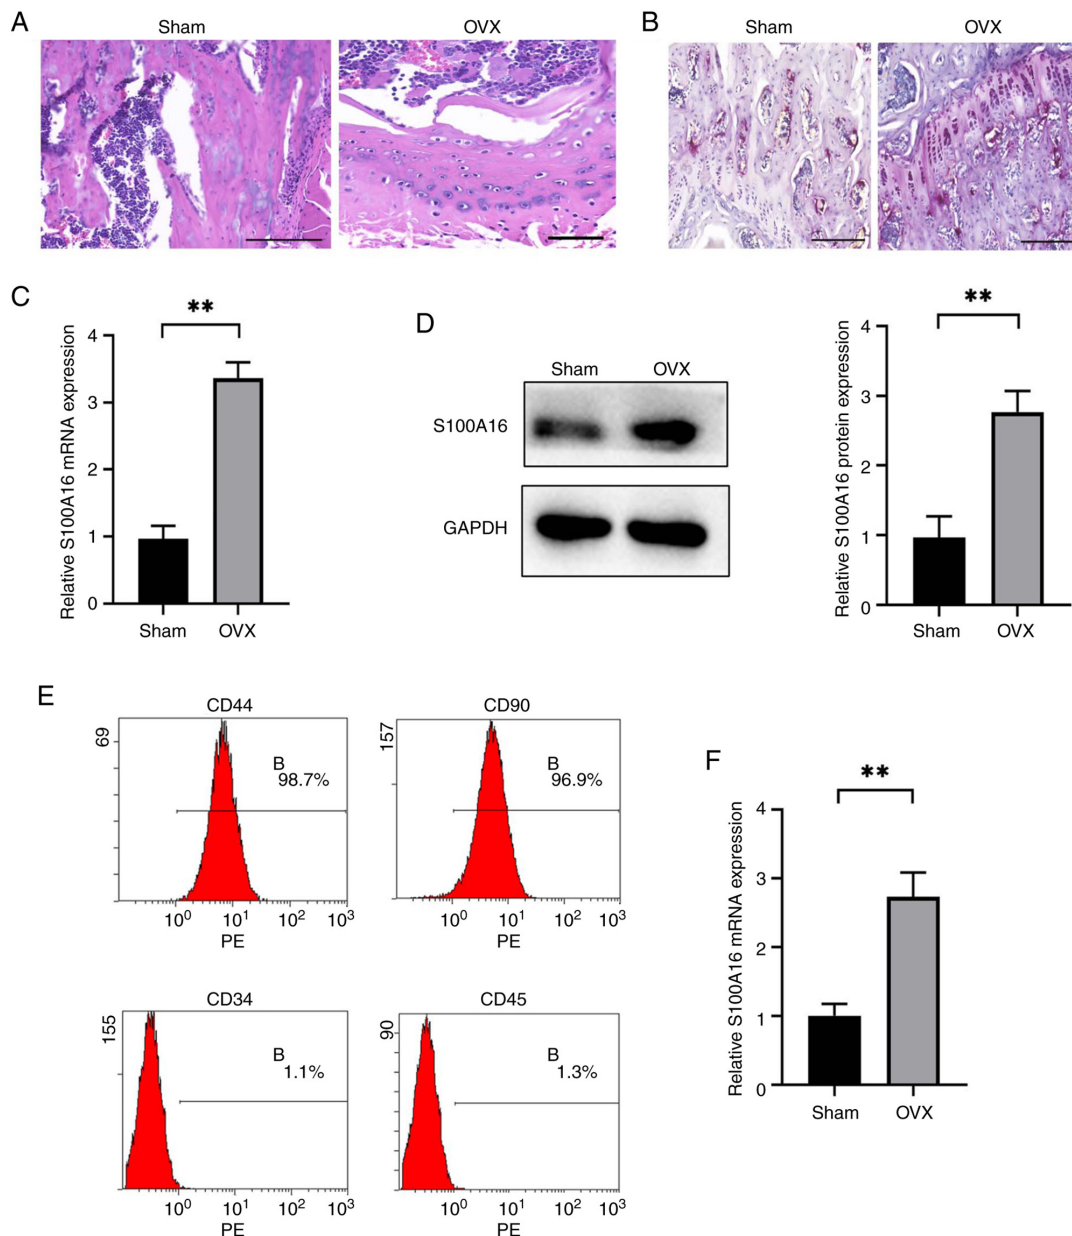 A
Sham
OVX
B
Sham
OVX
C
**
Relative S100A16 mRNA expression
4
3
2
1
0
Sham
OVX
D
Sham
OVX
S100A16
GAPDH
**
Relative S100A16 protein expression
4
3
2
1
0
Sham
OVX
E
CD44
69
B
98.7%
10⁰ 10¹ 10² 10³
PE
CD90
157
B
96.9%
10⁰ 10¹ 10² 10³
PE
CD34
155
B
1.1%
10⁰ 10¹ 10² 10³
PE
CD45
90
B
1.3%
10⁰ 10¹ 10² 10³
PE
F
**
Relative S100A16 mRNA expression
4
3
2
1
0
Sham
OVX